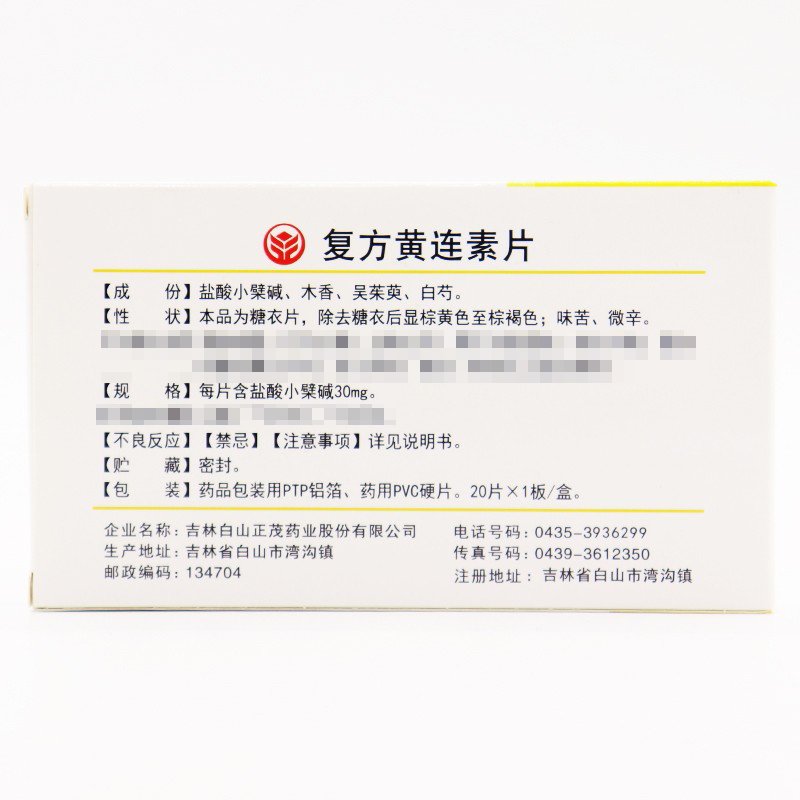 复方黄连素片
【成　份】盐酸小檗碱、木香、吴茱萸、白芍。
【性　状】本品为糖衣片，除去糖衣后显棕黄色至棕褐色；味苦、微辛。
【规　格】每片含盐酸小檗碱30mg。
【不良反应】【禁忌】【注意事项】详见说明书。
【贮　藏】密封。
【包　装】药品包装用PTP铝箔、药用PVC硬片。20片×1板/盒。
企业名称：吉林白山正茂药业股份有限公司
生产地址：吉林省白山市湾沟镇
邮政编码：134704
电话号码：0435-3936299
传真号码：0439-3612350
注册地址：吉林省白山市湾沟镇